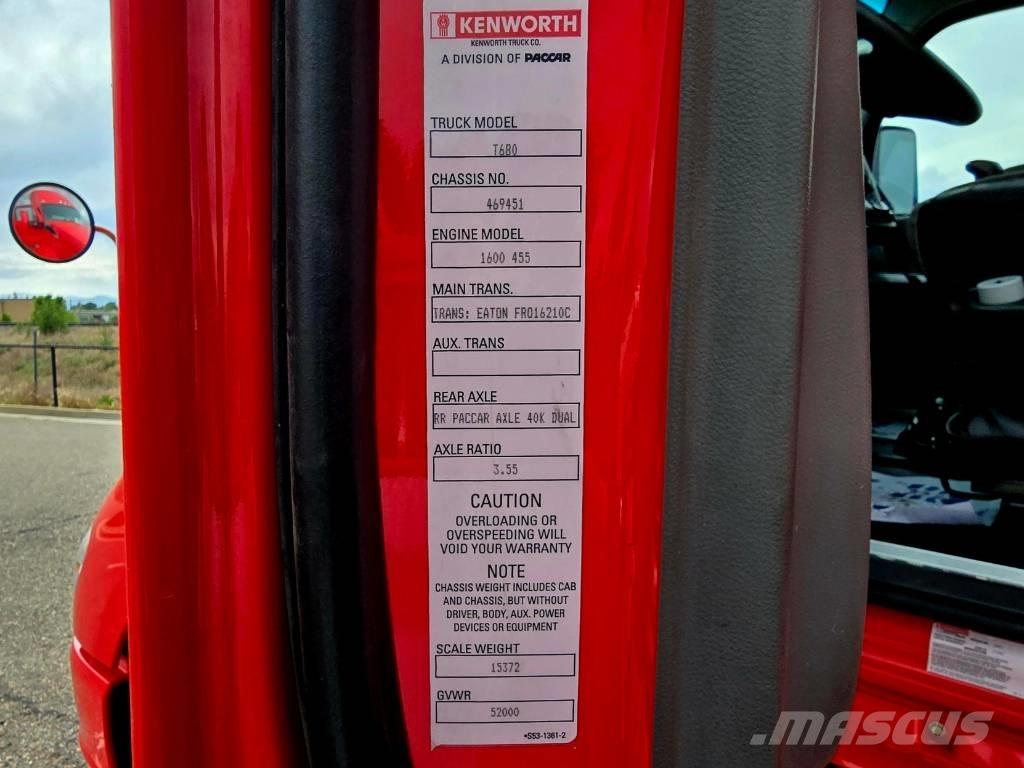 KENWORTH
KENWORTH TRUCK CO.
A DIVISION OF PACCAR
TRUCK MODEL
T680
CHASSIS NO.
469451
ENGINE MODEL
1600 455
MAIN TRANS.
TRANS: EATON FRO16210C
AUX. TRANS
REAR AXLE
RR PACCAR AXLE 40K DUAL
AXLE RATIO
3.55
CAUTION
OVERLOADING OR
OVERSPEEDING WILL
VOID YOUR WARRANTY
NOTE
CHASSIS WEIGHT INCLUDES CAB
AND CHASSIS, BUT WITHOUT
DRIVER, BODY, AUX. POWER
DEVICES OR EQUIPMENT
SCALE WEIGHT
15372
GVWR
52000
•S53-1361-2
MASCUS